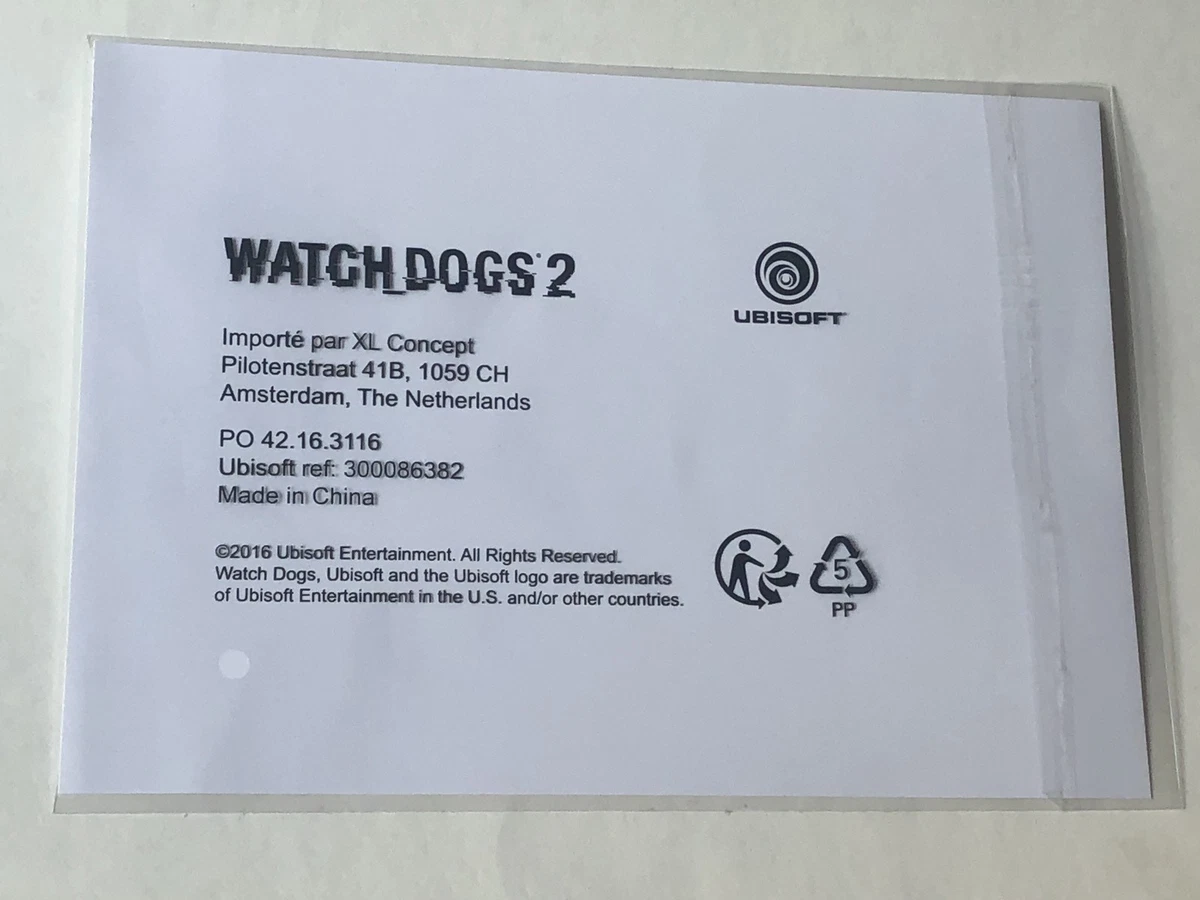 WATCH_DOGS® 2
UBISOFT
Importé par XL Concept
Pilotenstraat 41B, 1059 CH
Amsterdam, The Netherlands
PO 42.16.3116
Ubisoft ref: 300086382
Made in China
©2016 Ubisoft Entertainment. All Rights Reserved.
Watch Dogs, Ubisoft and the Ubisoft logo are trademarks
of Ubisoft Entertainment in the U.S. and/or other countries.
5
PP